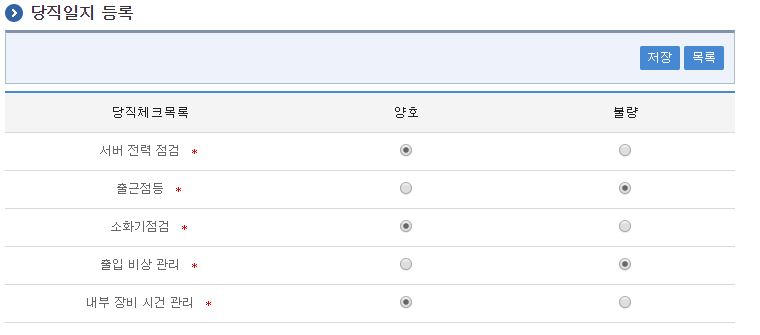 당직일지 등록
저장 목록
당직체크목록 양호 불량
서버 전력 점검 *
출근점등 *
소화기점검 *
출입 비상 관리 *
내부 장비 시건 관리 *